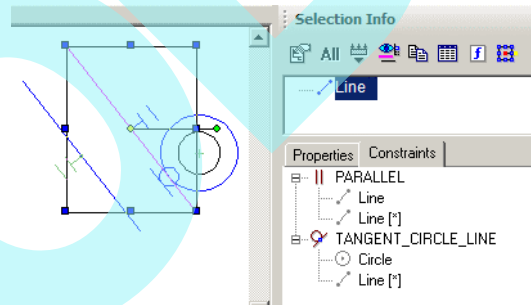 Selection Info
All
Line
Properties Constraints
PARALLEL
Line
Line [*]
TANGENT_CIRCLE_LINE
Circle
Line [*]